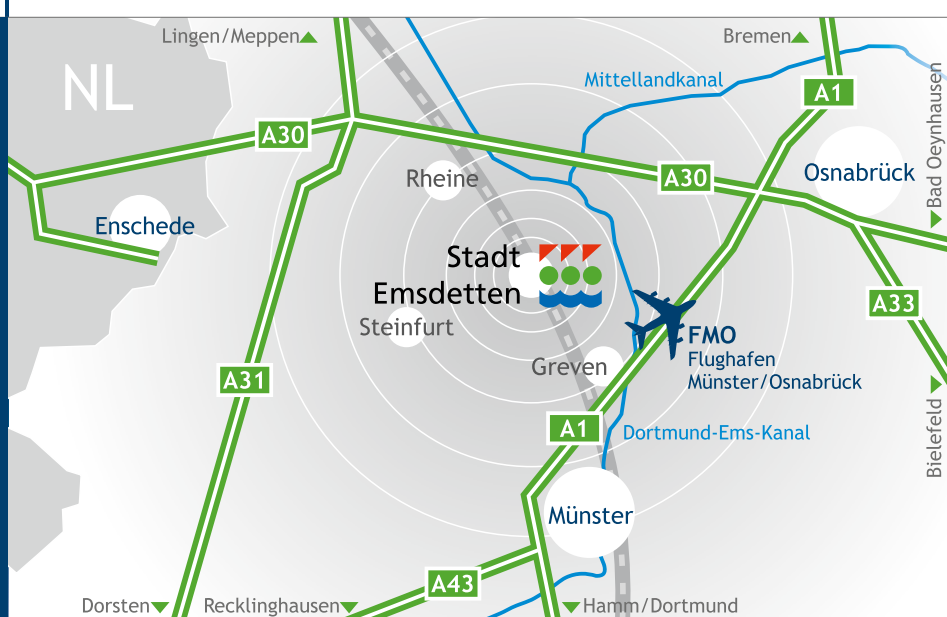 Lingen/Meppen
Bremen
NL
Mittellandkanal
A1
A30
Bad Oeynhausen
Rheine
A30
Osnabrück
Enschede
Stadt
Emsdetten
A33
Steinfurt
FMO
Flughafen
Münster/Osnabrück
Greven
A31
Bielefeld
A1
Dortmund-Ems-Kanal
Münster
A43
Dorsten
Recklinghausen
Hamm/Dortmund